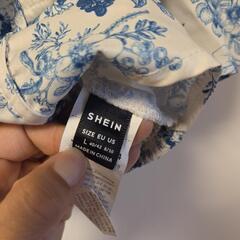 SHEIN
SIZE EU US
L 40/42 8/10
MADE IN CHINA